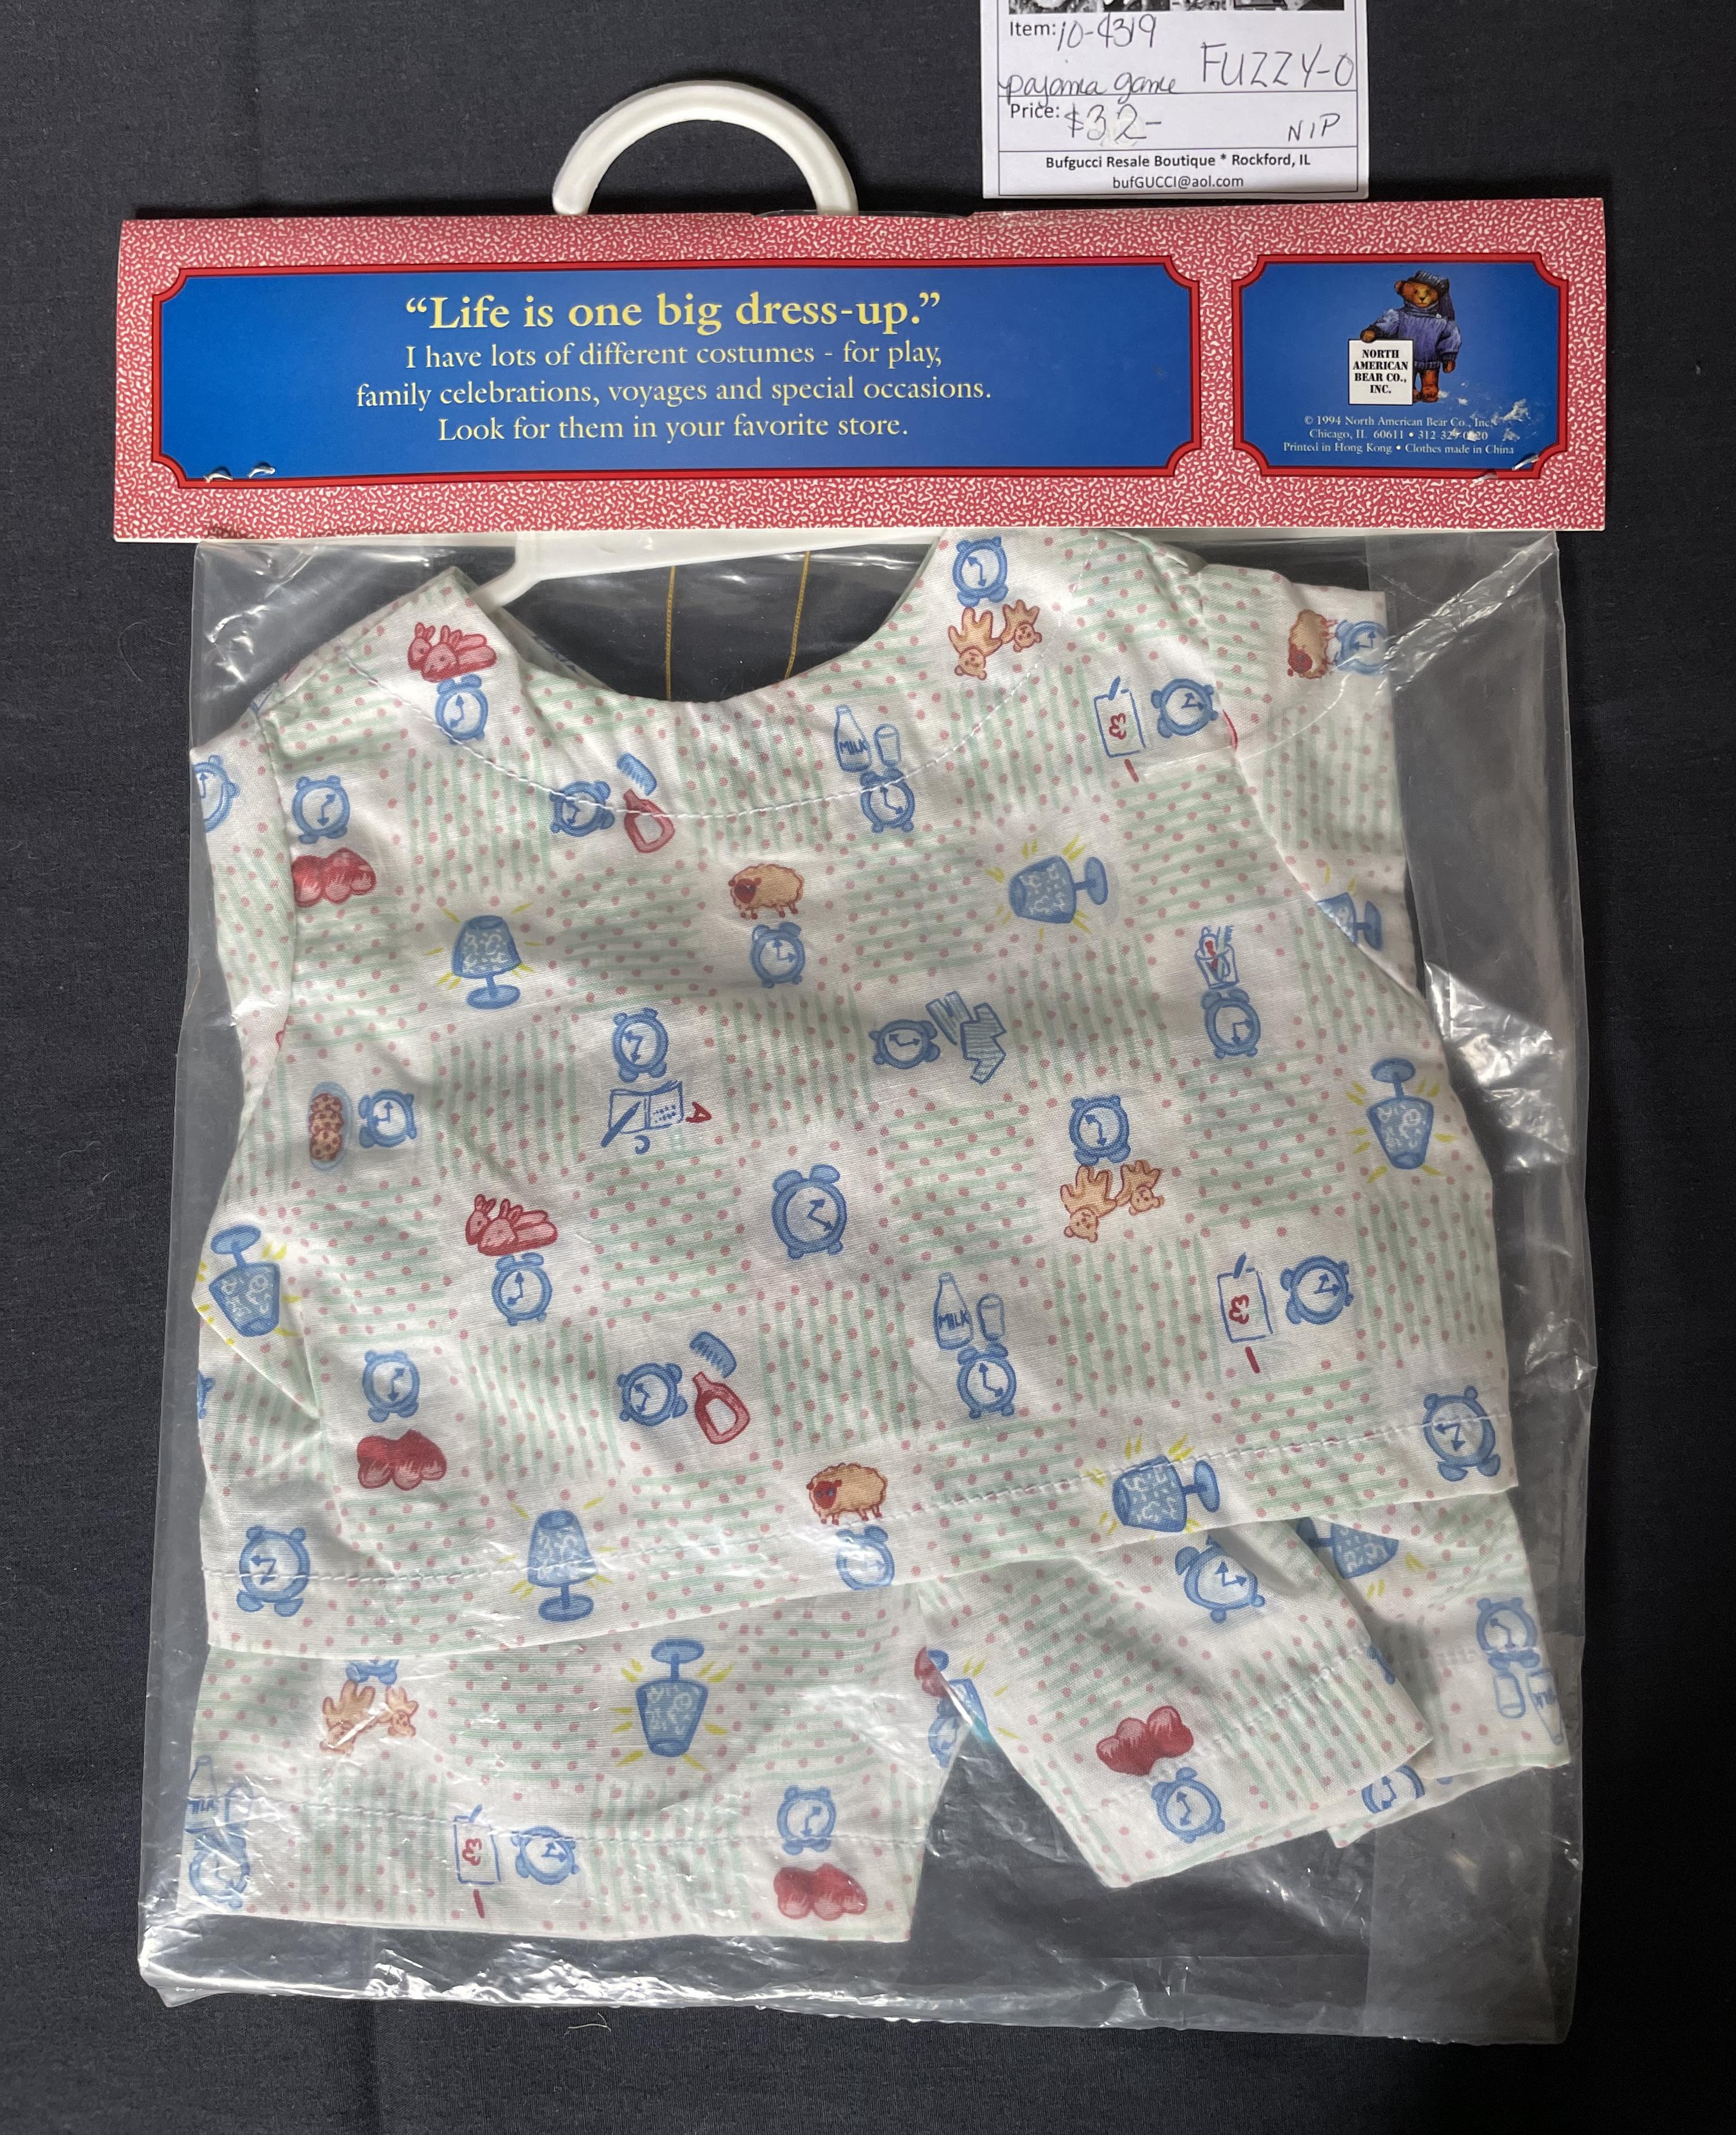 Item: 10-4319
pajama game FUZZY-O
Price: $32-
NIP
Bufgucci Resale Boutique * Rockford, IL
bufGUCCI@aol.com
“Life is one big dress-up.”
I have lots of different costumes - for play,
family celebrations, voyages and special occasions.
Look for them in your favorite store.
NORTH
AMERICAN
BEAR CO.,
INC.
© 1994 North American Bear Co., Inc.
Chicago, IL 60611 • 312 329
Printed in Hong Kong • Clothes made in China
MILK
MILK